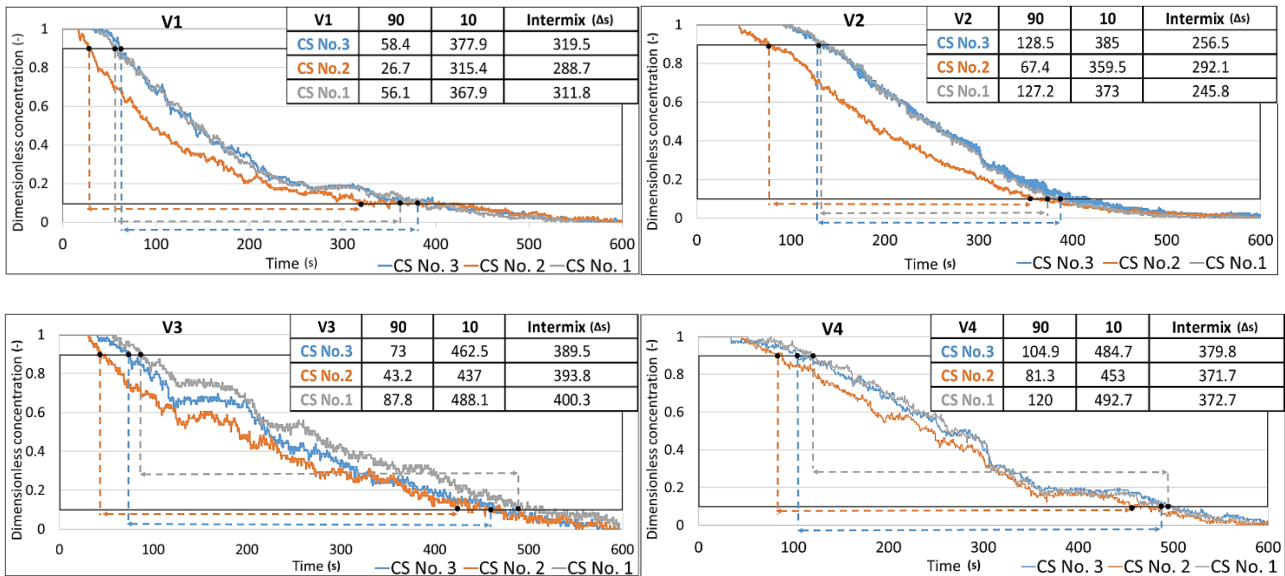 V1
V1 90 10 Intermix (Δs)
CS No.3 58.4 377.9 319.5
CS No.2 26.7 315.4 288.7
CS No.1 56.1 367.9 311.8
Dimensionless concentration (-)
1
0.8
0.6
0.4
0.2
0
0 100 200 300 400 500 600
Time (s)
CS No. 3 CS No. 2 CS No. 1
V2
V2 90 10 Intermix (Δs)
CS No.3 128.5 385 256.5
CS No.2 67.4 359.5 292.1
CS No.1 127.2 373 245.8
Dimensionless concentration (-)
1
0.8
0.6
0.4
0.2
0
0 100 200 300 400 500 600
Time (s)
CS No.3 CS No. 2 CS No. 1
V3
V3 90 10 Intermix (Δs)
CS No.3 73 462.5 389.5
CS No.2 43.2 437 393.8
CS No.1 87.8 488.1 400.3
Dimensionless concentration (-)
1
0.8
0.6
0.4
0.2
0
0 100 200 300 400 500 600
Time (s)
CS No. 3 CS No. 2 CS No. 1
V4
V4 90 10 Intermix (Δs)
CS No.3 104.9 484.7 379.8
CS No.2 81.3 453 371.7
CS No.1 120 492.7 372.7
Dimensionless concentration (-)
1
0.8
0.6
0.4
0.2
0
0 100 200 300 400 500 600
Time (s)
CS No. 3 CS No. 2 CS No. 1